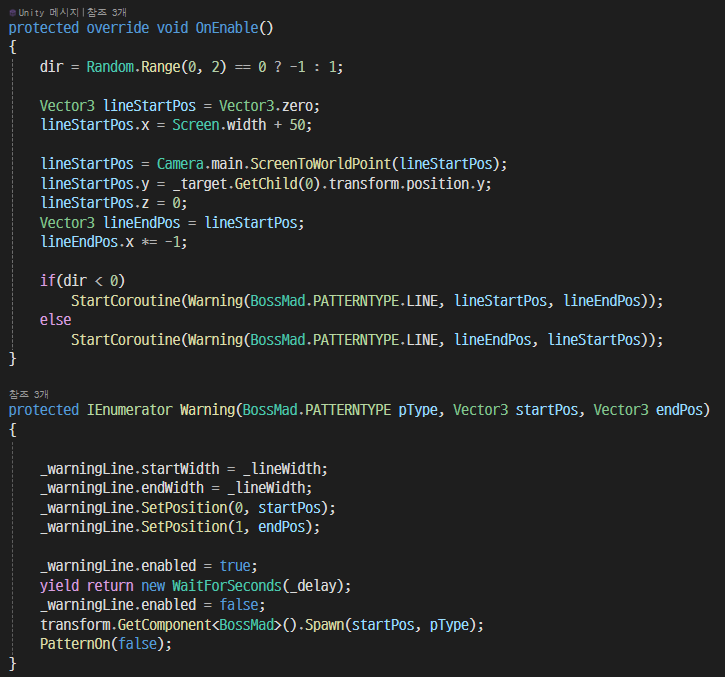 Unity 메시지 | 참조 3개
protected override void OnEnable()
{
    dir = Random.Range(0, 2) == 0 ? -1 : 1;

    Vector3 lineStartPos = Vector3.zero;
    lineStartPos.x = Screen.width + 50;

    lineStartPos = Camera.main.ScreenToWorldPoint(lineStartPos);
    lineStartPos.y = _target.GetChild(0).transform.position.y;
    lineStartPos.z = 0;
    Vector3 lineEndPos = lineStartPos;
    lineEndPos.x *= -1;

    if(dir < 0)
        StartCoroutine(Warning(BossMad.PATTERNTYPE.LINE, lineStartPos, lineEndPos));
    else
        StartCoroutine(Warning(BossMad.PATTERNTYPE.LINE, lineEndPos, lineStartPos));
}

참조 3개
protected IEnumerator Warning(BossMad.PATTERNTYPE pType, Vector3 startPos, Vector3 endPos)
{

    _warningLine.startWidth = _lineWidth;
    _warningLine.endWidth = _lineWidth;
    _warningLine.SetPosition(0, startPos);
    _warningLine.SetPosition(1, endPos);

    _warningLine.enabled = true;
    yield return new WaitForSeconds(_delay);
    _warningLine.enabled = false;
    transform.GetComponent<BossMad>().Spawn(startPos, pType);
    PatternOn(false);
}